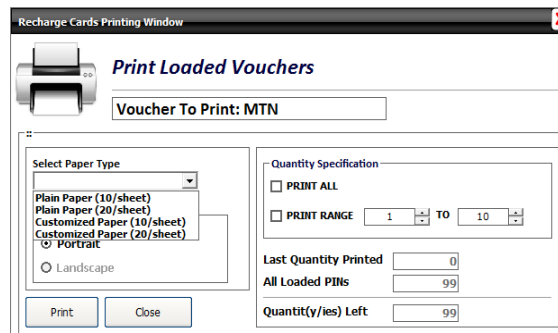 Recharge Cards Printing Window
Print Loaded Vouchers
Voucher To Print: MTN
Select Paper Type
Plain Paper (10/sheet)
Plain Paper (20/sheet)
Customized Paper (10/sheet)
Customized Paper (20/sheet)
Portrait
Landscape
Print
Close
Quantity Specification
PRINT ALL
PRINT RANGE 1 TO 10
Last Quantity Printed 0
All Loaded PINs 99
Quantit(y/ies) Left 99